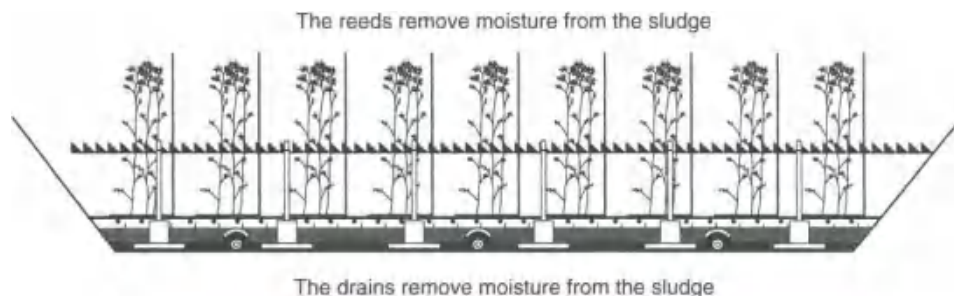 The reeds remove moisture from the sludge
The drains remove moisture from the sludge